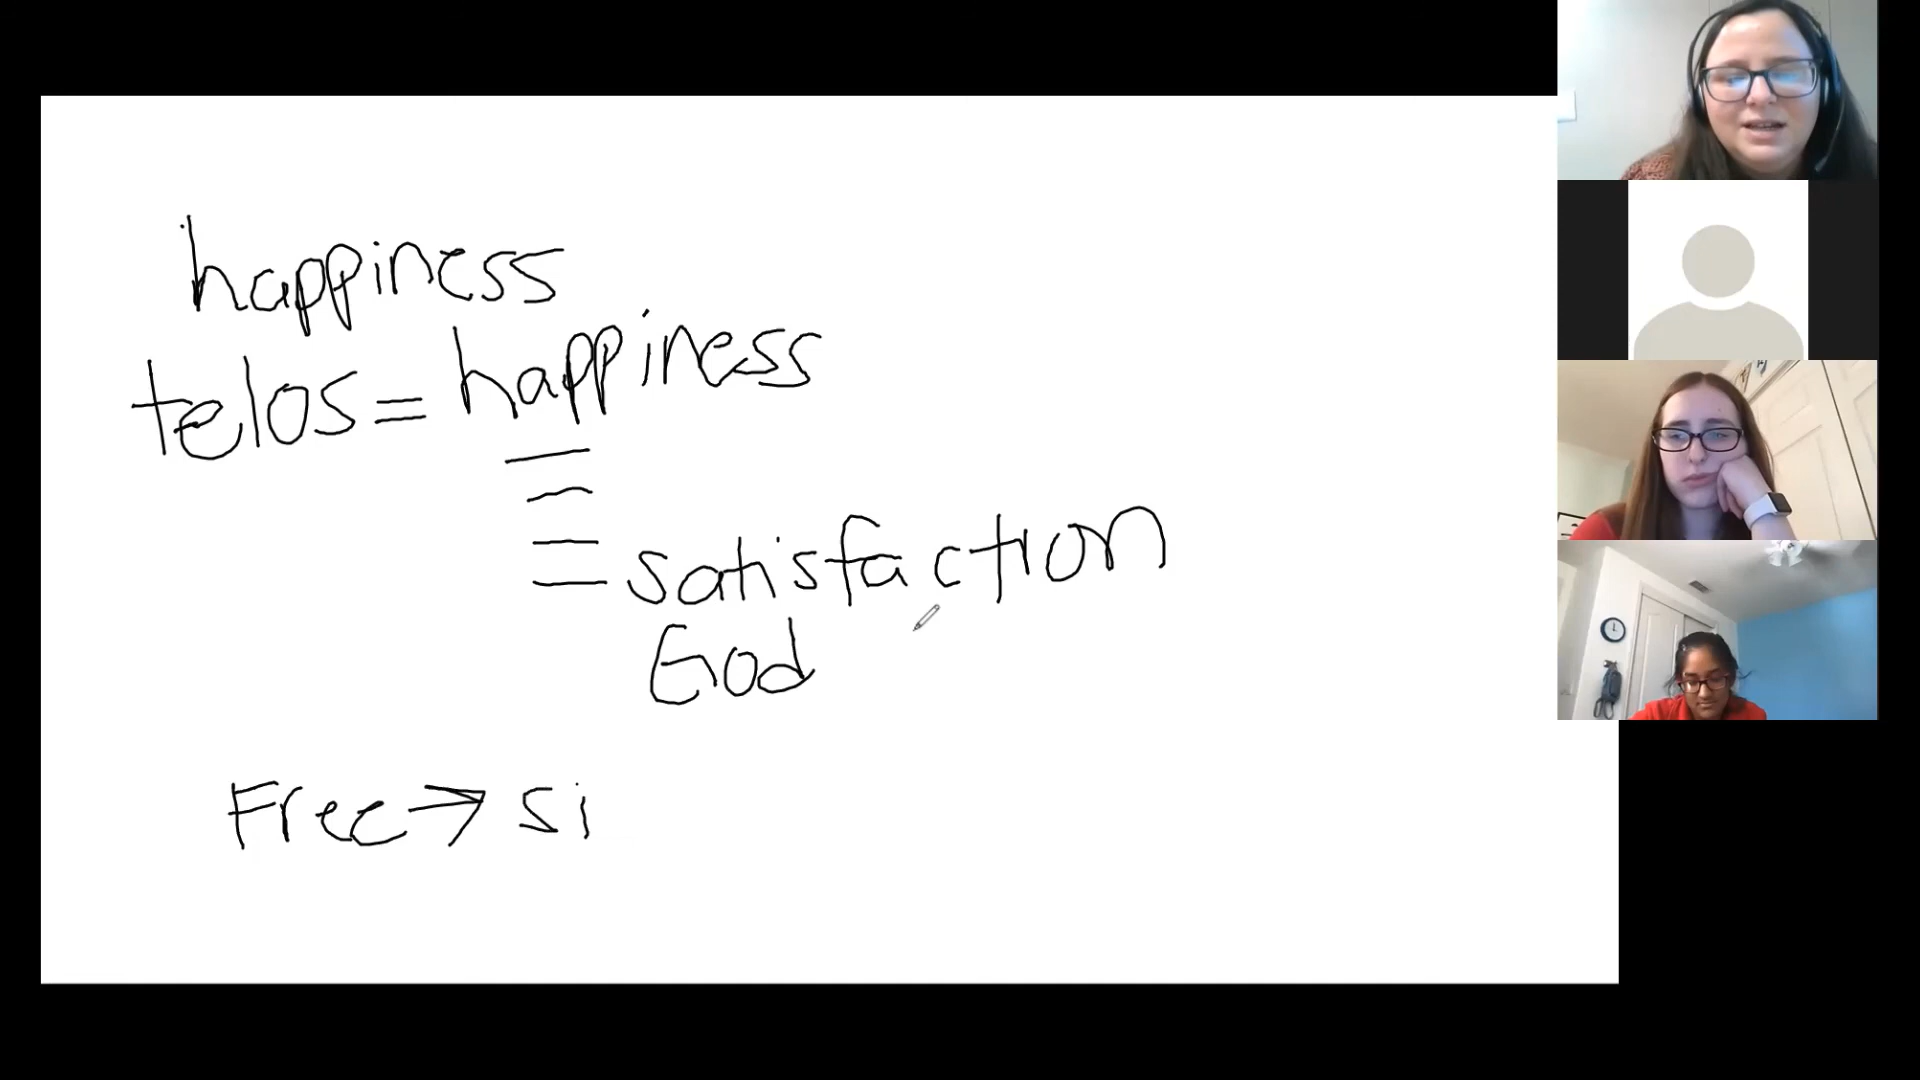 happiness
telos = happiness
= satisfaction
God
Free → si